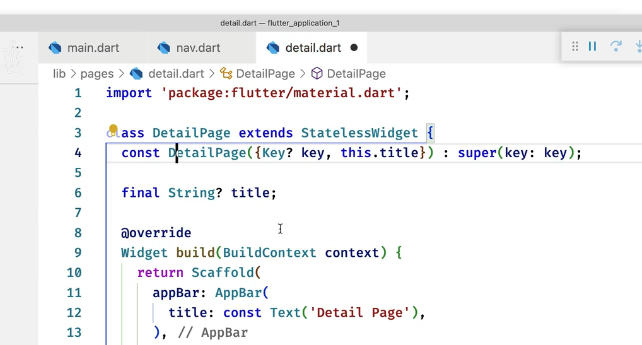 detail.dart — flutter_application_1
main.dart nav.dart detail.dart
lib > pages > detail.dart > DetailPage > DetailPage
1 import 'package:flutter/material.dart';
2
3 class DetailPage extends StatelessWidget {
4 const DetailPage({Key? key, this.title}) : super(key: key);
5
6 final String? title;
7
8 @override
9 Widget build(BuildContext context) {
10 return Scaffold(
11 appBar: AppBar(
12 title: const Text('Detail Page'),
13 ), // AppBar